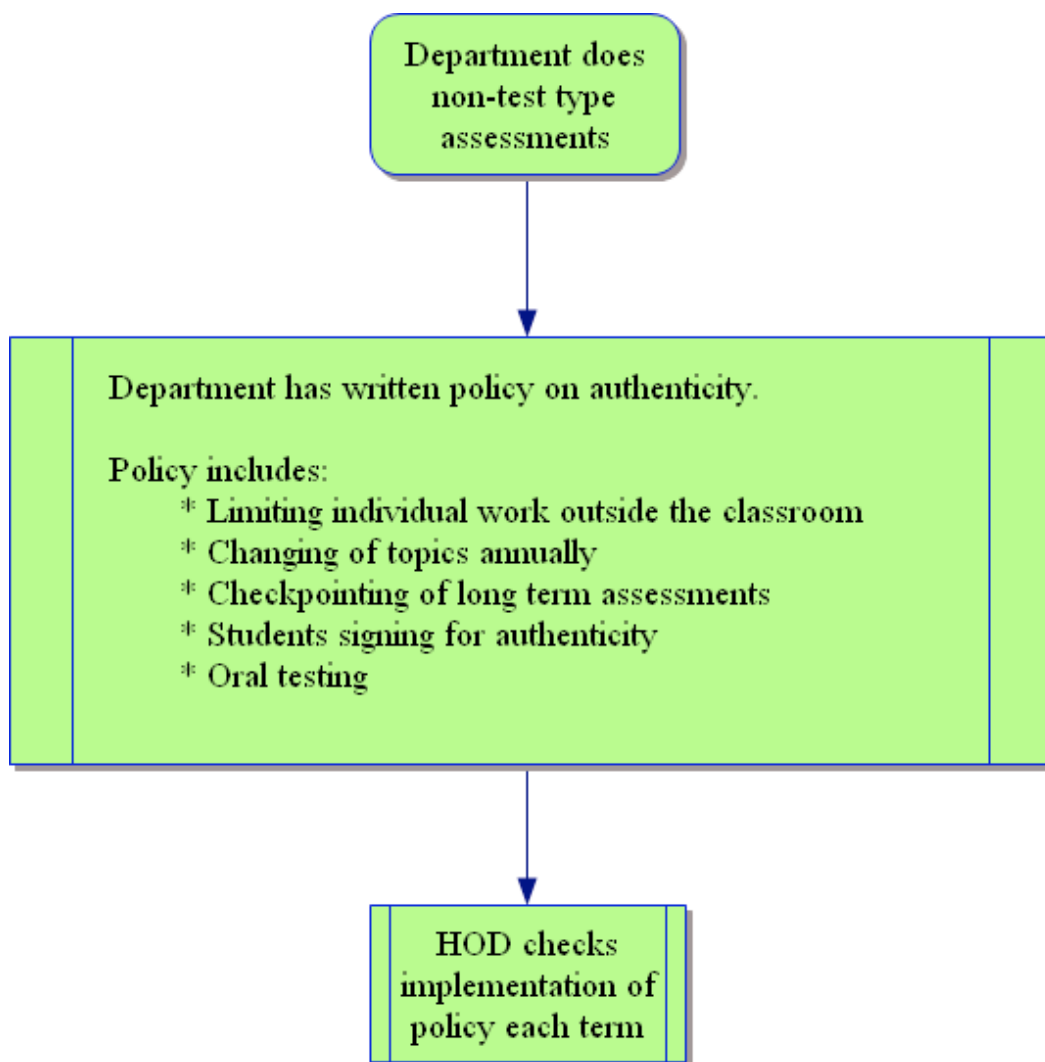 Department does
non-test type
assessments
Department has written policy on authenticity.
Policy includes:
* Limiting individual work outside the classroom
* Changing of topics annually
* Checkpointing of long term assessments
* Students signing for authenticity
* Oral testing
HOD checks
implementation of
policy each term